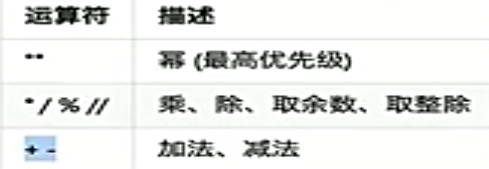 运算符 描述
** 幂 (最高优先级)
* / % // 乘、除、取余数、取整除
+ - 加法、减法